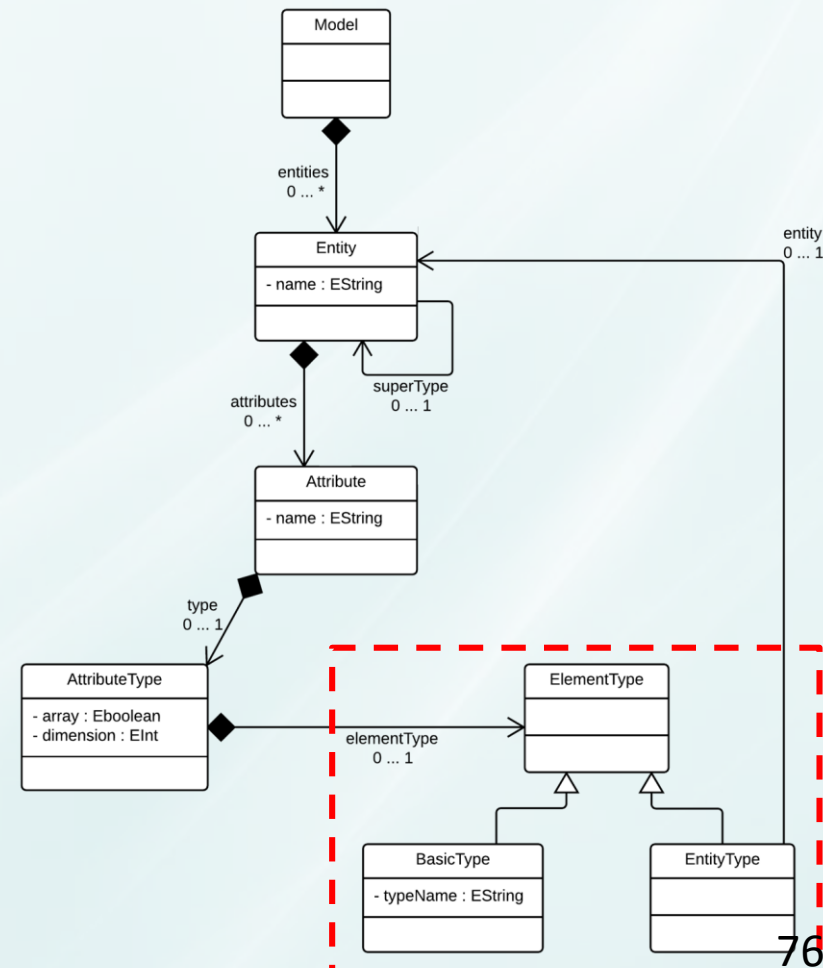 Model
entities
0 ... *
entity
0 ... 1
Entity
- name : EString
superType
0 ... 1
attributes
0 ... *
Attribute
- name : EString
type
0 ... 1
AttributeType
- array : Eboolean
- dimension : EInt
elementType
0 ... 1
ElementType
BasicType
- typeName : EString
EntityType
76